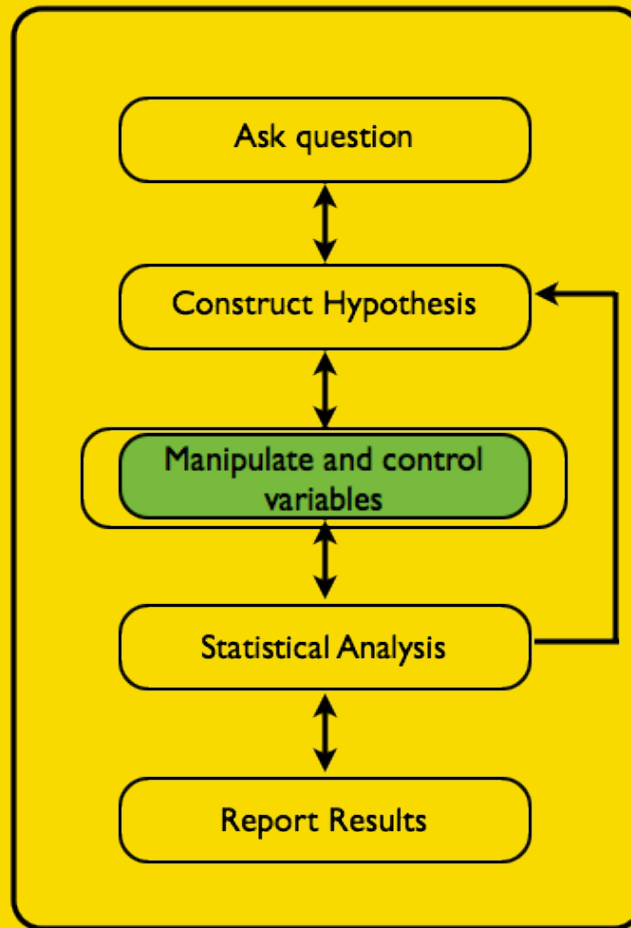 Ask question
Construct Hypothesis
Manipulate and control
variables
Statistical Analysis
Report Results